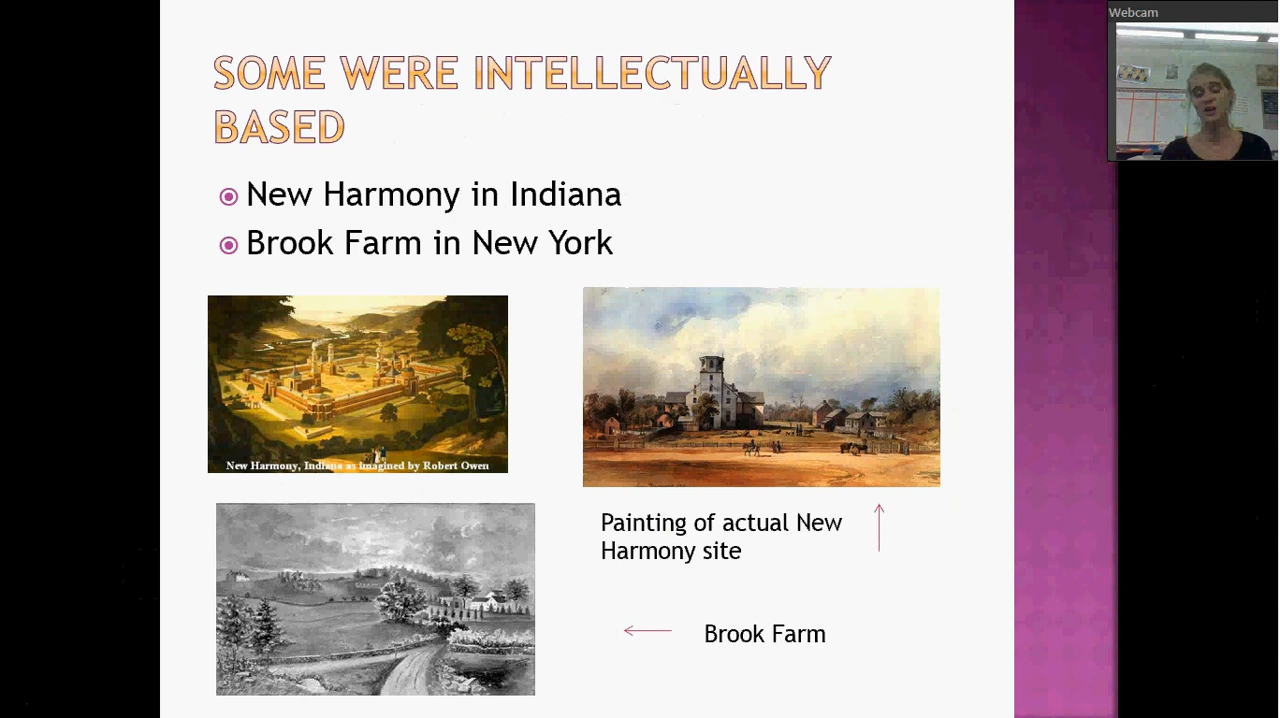 Webcam
SOME WERE INTELLECTUALLY
BASED
New Harmony in Indiana
Brook Farm in New York
New Harmony, Indiana as Imagined by Robert Owen
Painting of actual New
Harmony site
Brook Farm